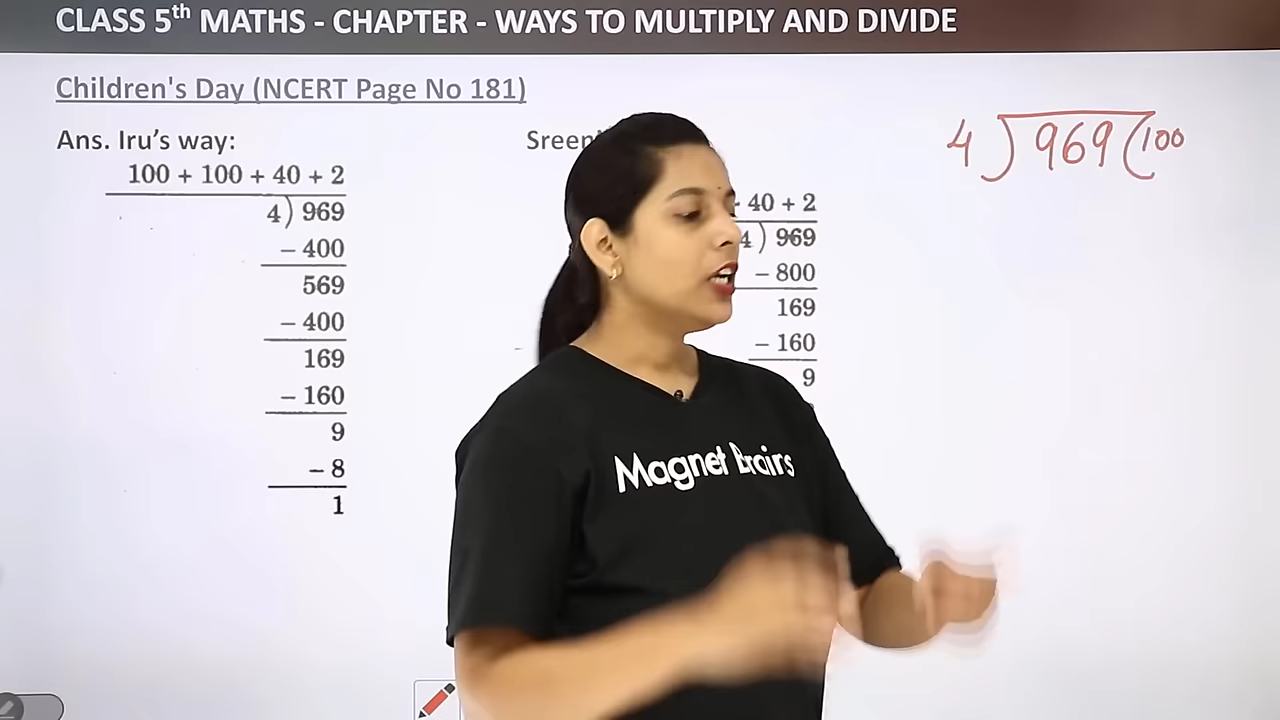 CLASS 5th MATHS - CHAPTER - WAYS TO MULTIPLY AND DIVIDE
Children's Day (NCERT Page No 181)
Ans. Iru's way:
100 + 100 + 40 + 2
4) 969
– 400
569
– 400
169
– 160
9
– 8
1
40 + 2
4) 969
– 800
169
– 160
9
4) 969 (100
Magnet Brains